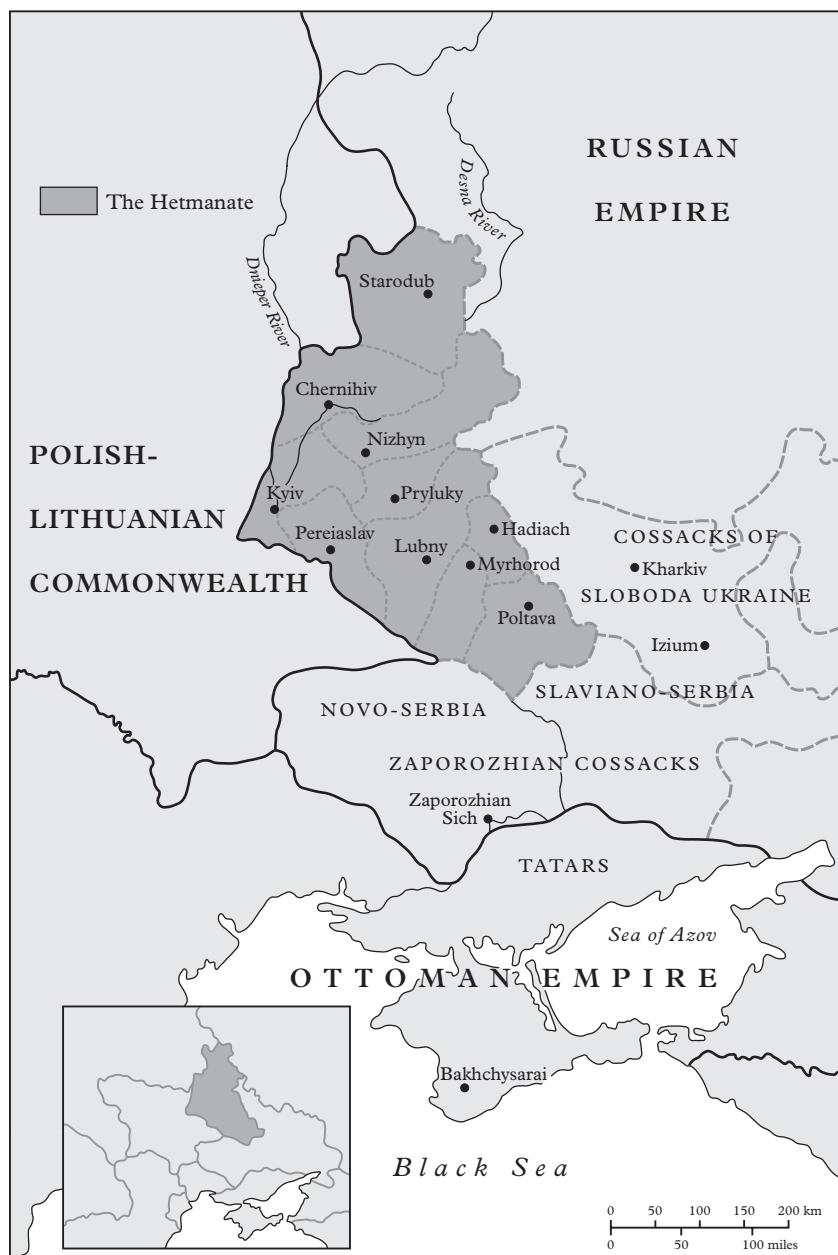 RUSSIAN
EMPIRE
Desna River
The Hetmanate
Dnieper River
Starodub
Chernihiv
Nizhyn
POLISH-
LITHUANIAN
COMMONWEALTH
Kyiv
Pryluky
Pereiaslav
Lubny
Hadiach
Myrhorod
Poltava
COSSACKS OF
Kharkiv
SLOBODA UKRAINE
Izium
SLAVIANO-SERBIA
NOVO-SERBIA
ZAPOROZHIAN COSSACKS
Zaporozhian
Sich
TATARS
Sea of Azov
OTTOMAN EMPIRE
Bakhchysarai
Black Sea
0 50 100 150 200 km
0 50 100 miles